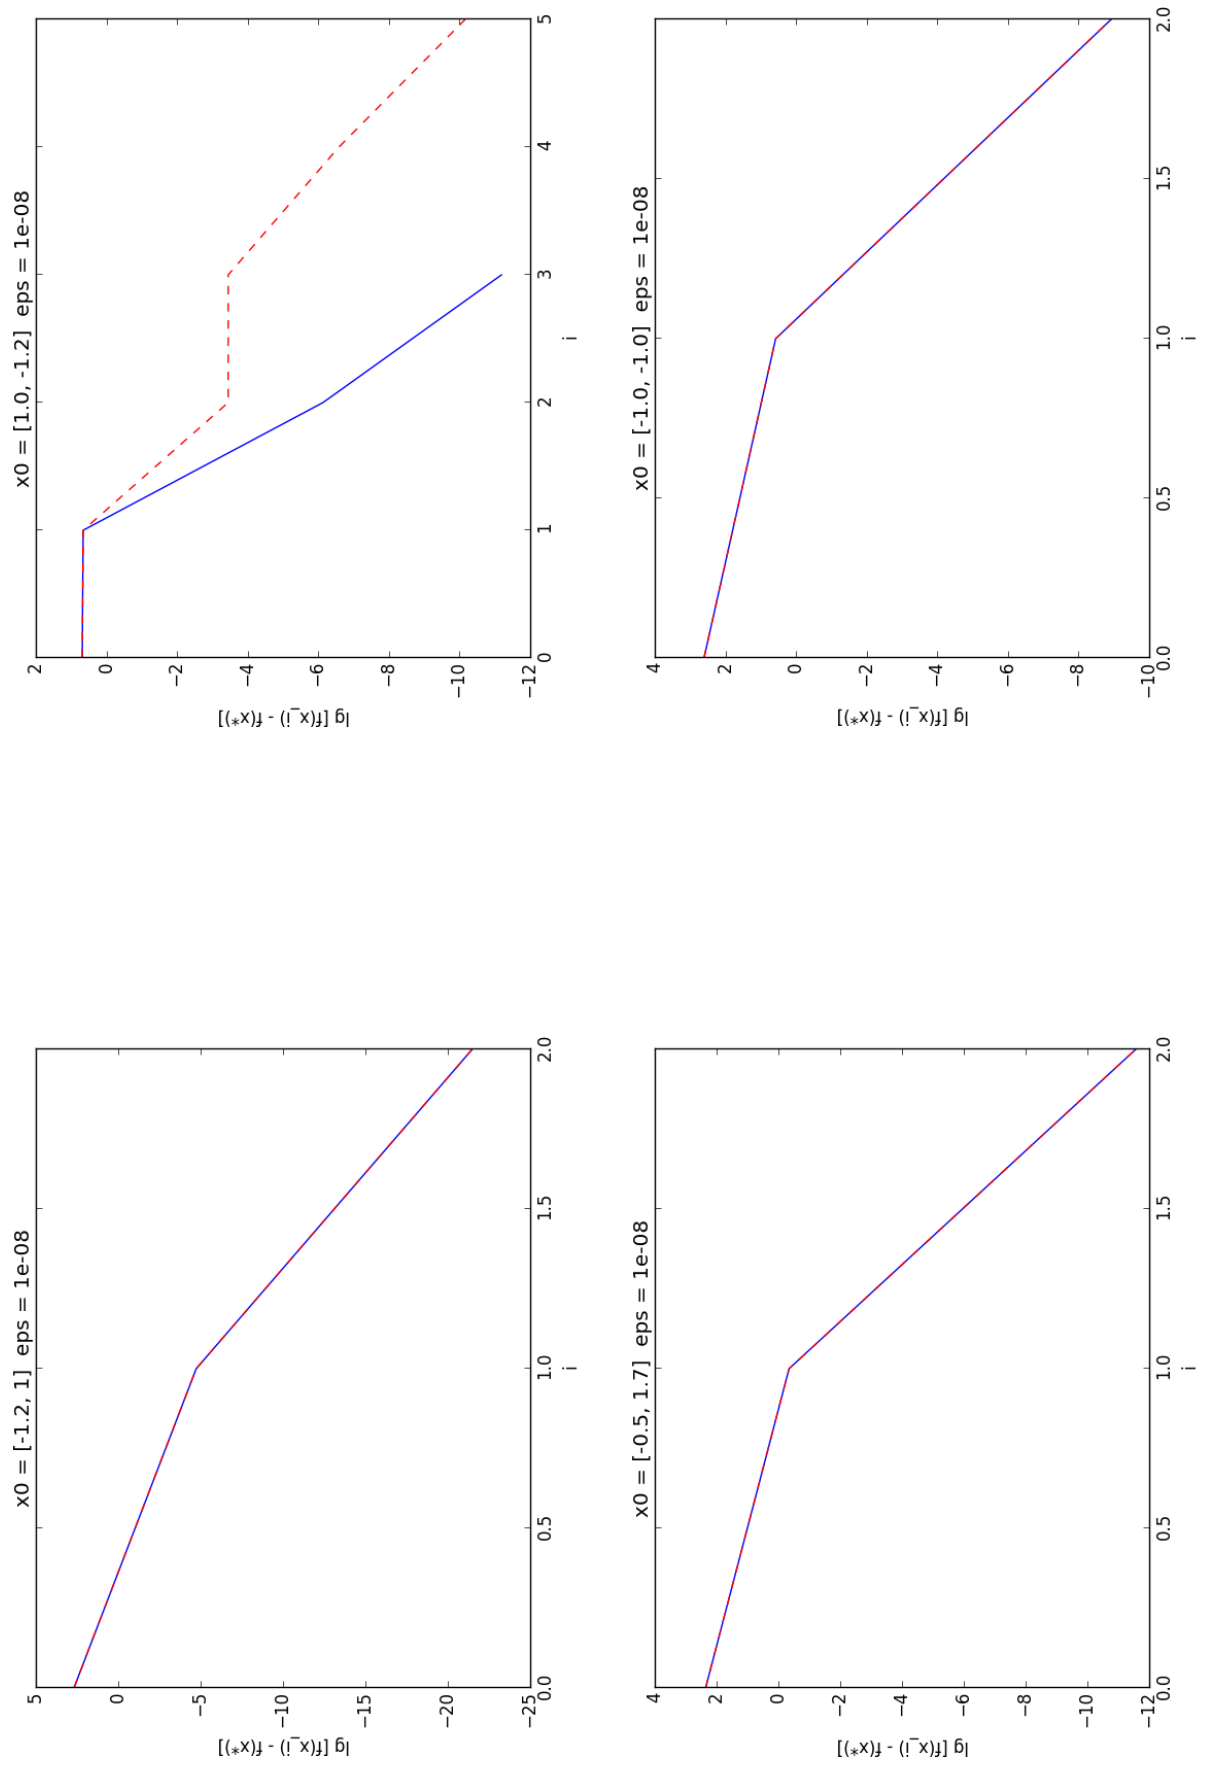 x0 = [-1.2, 1]  eps = 1e-08
lg [f(x_i) - f(x*)]
5
0
−5
−10
−15
−20
−25
0.0 0.5 1.0 1.5 2.0
i
x0 = [1.0, -1.2]  eps = 1e-08
lg [f(x_i) - f(x*)]
2
0
−2
−4
−6
−8
−10
−12
0 1 2 3 4 5
i
x0 = [-0.5, 1.7]  eps = 1e-08
lg [f(x_i) - f(x*)]
4
2
0
−2
−4
−6
−8
−10
−12
0.0 0.5 1.0 1.5 2.0
i
x0 = [-1.0, -1.0]  eps = 1e-08
lg [f(x_i) - f(x*)]
4
2
0
−2
−4
−6
−8
−10
0.0 0.5 1.0 1.5 2.0
i